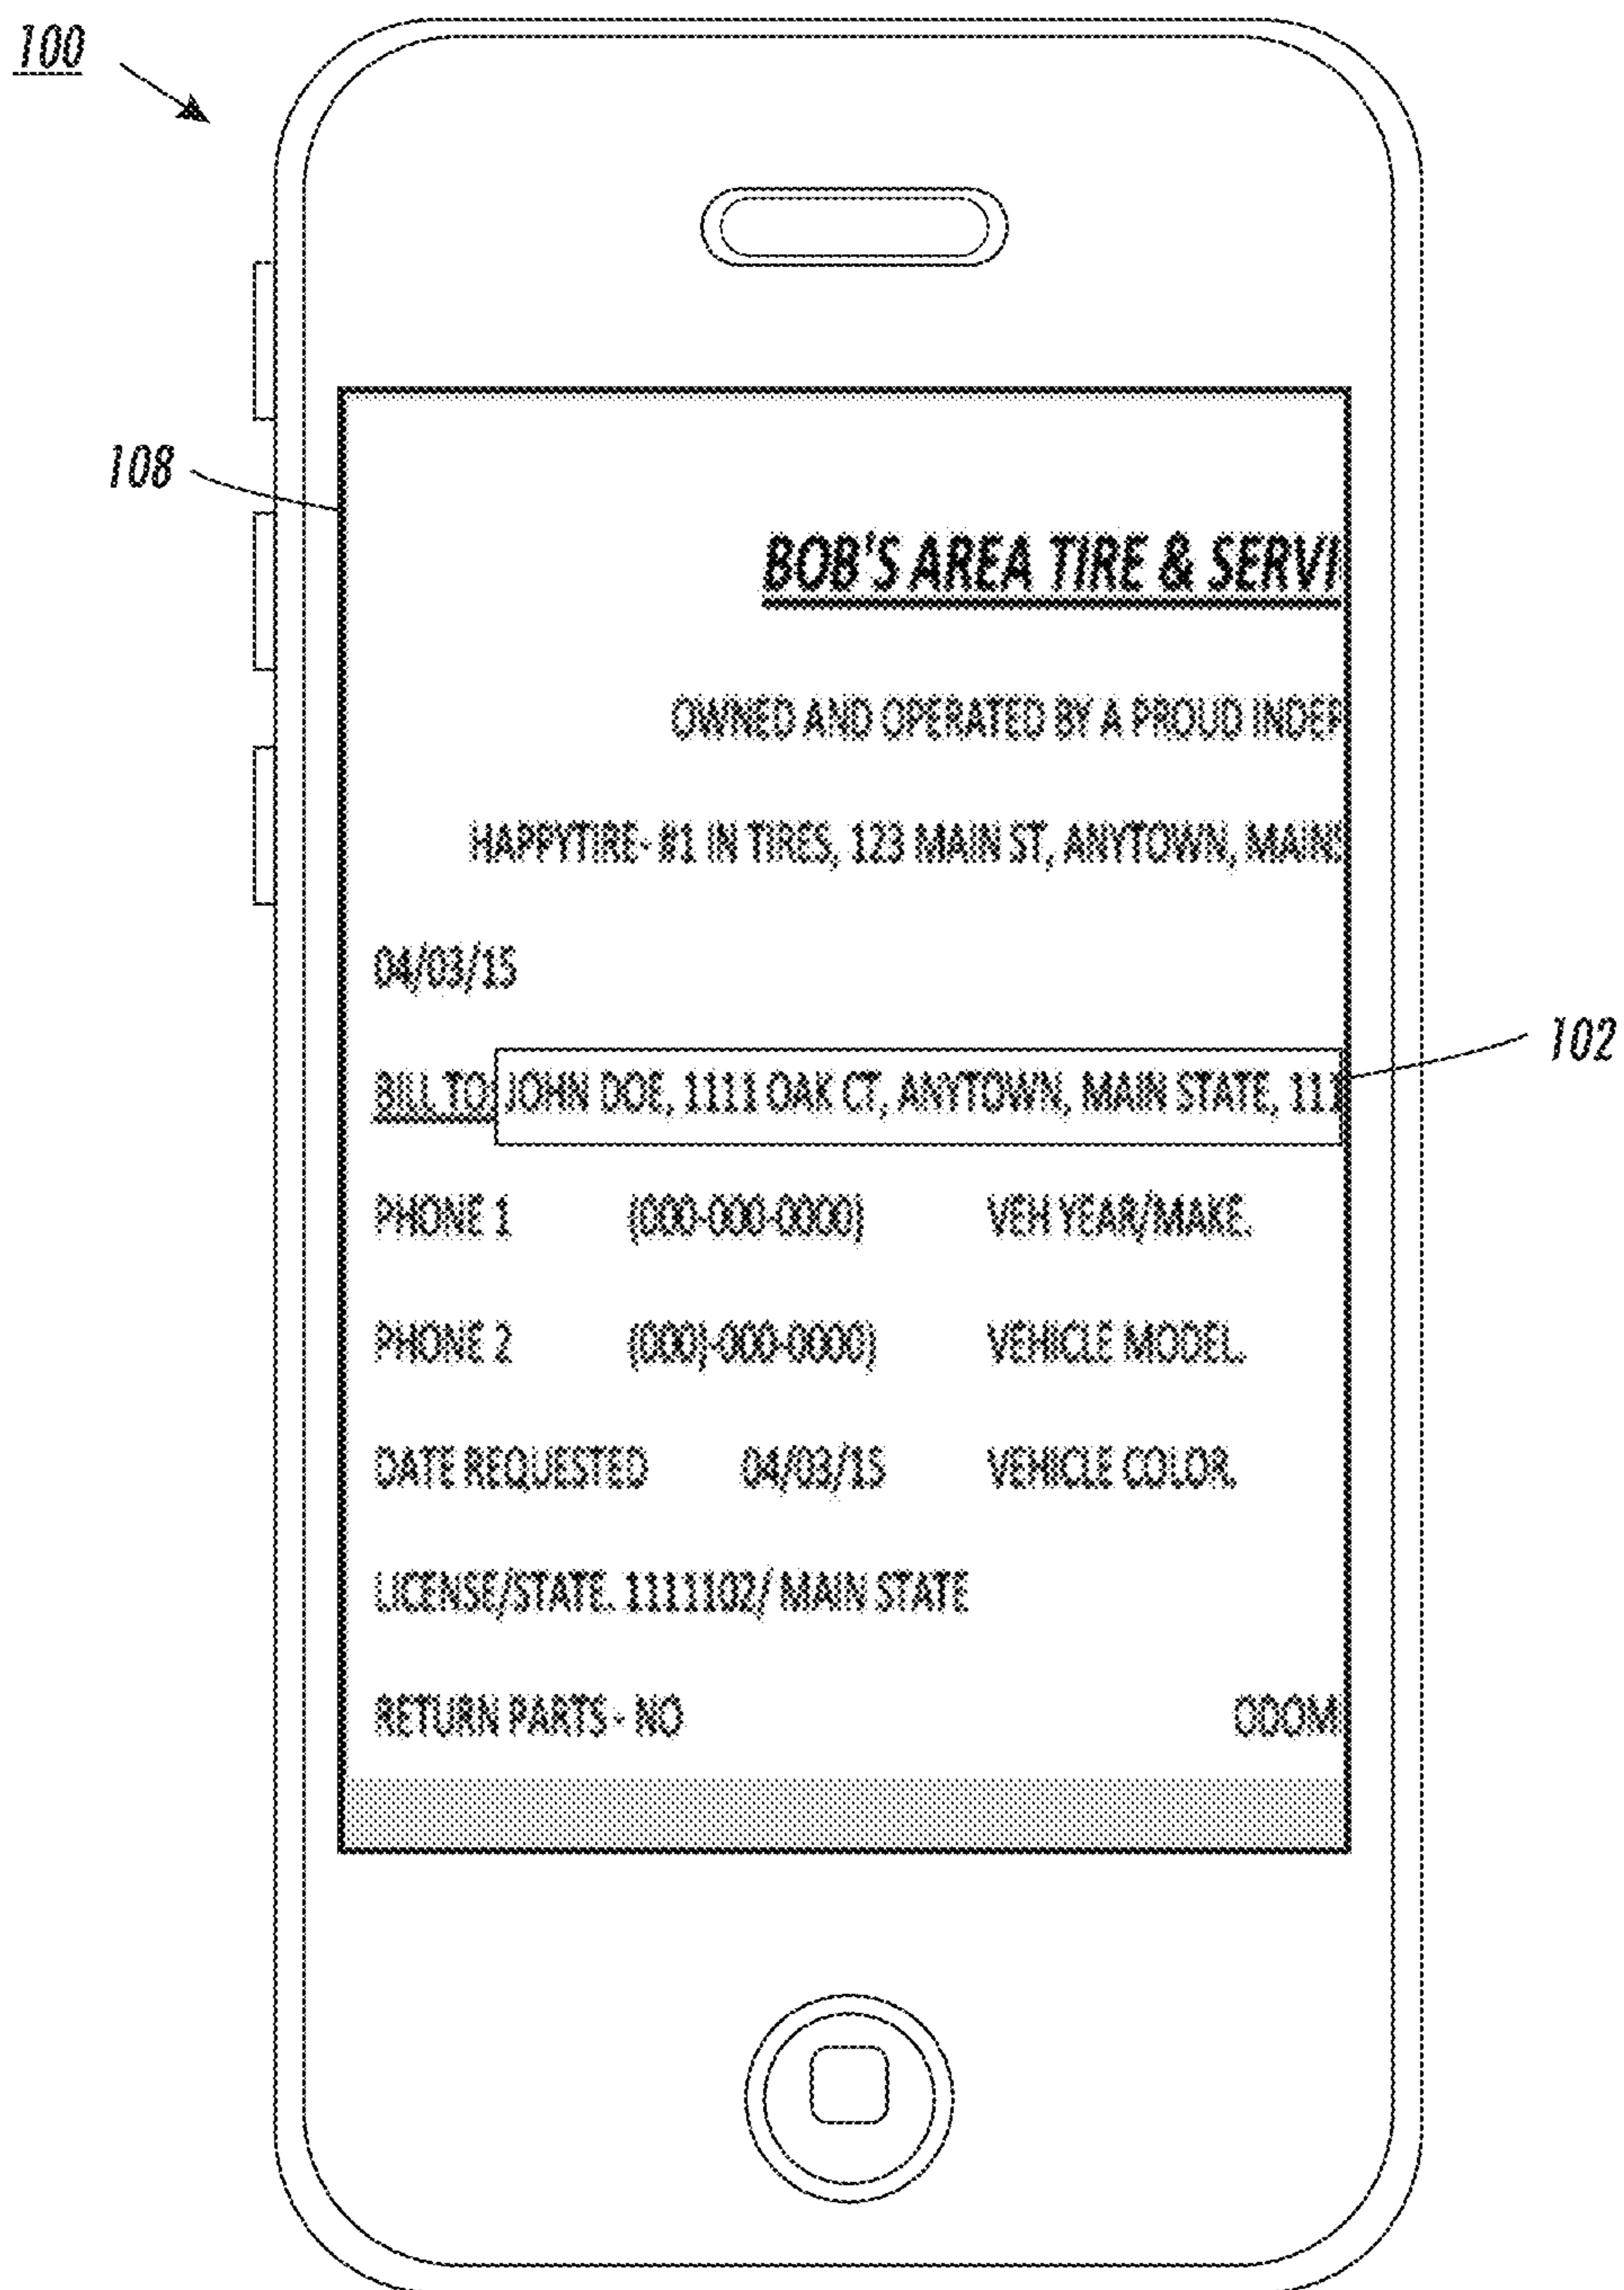 100
108
BOB'S AREA TIRE & SERVI
OWNED AND OPERATED BY A PROUD INDEP
HAPPYTIRE- #1 IN TIRES, 123 MAIN ST, ANYTOWN, MAINS
04/03/15
102
BILL TO: JOHN DOE, 1111 OAK CT, ANYTOWN, MAIN STATE, 111
PHONE 1 (000-000-0000) VEH YEAR/MAKE.
PHONE 2 (000)-000-0000) VEHICLE MODEL.
DATE REQUESTED 04/03/15 VEHICLE COLOR.
LICENSE/STATE. 1111102/ MAIN STATE
RETURN PARTS - NO ODOM